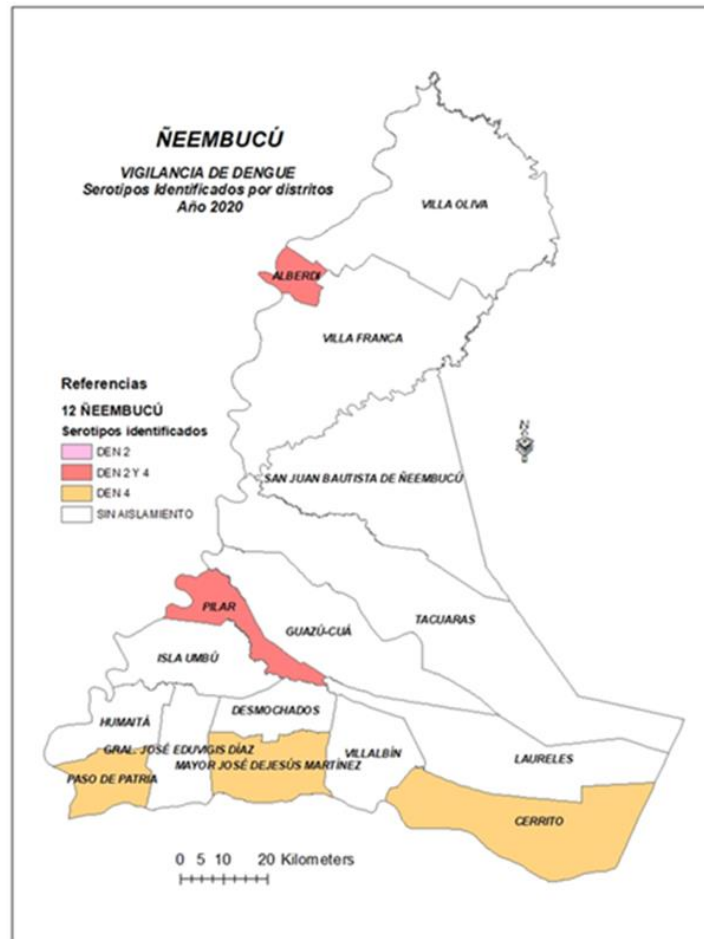 ÑEEMBUCÚ
VIGILANCIA DE DENGUE
Serotipos Identificados por distritos
Año 2020
VILLA OLIVA
ALBERDI
VILLA FRANCA
Referencias
12 ÑEEMBUCÚ
Serotipos identificados
DEN 2
DEN 2 Y 4
DEN 4
SIN AISLAMIENTO
N
SAN JUAN BAUTISTA DE ÑEEMBUCÚ
PILAR
GUAZÚ-CUÁ
TACUARAS
ISLA UMBÚ
HUMAITÁ
DESMOCHADOS
GRAL. JOSÉ EDUVIGIS DÍAZ
VILLALBÍN
LAURELES
PASO DE PATRIA
MAYOR JOSÉ DEJESÚS MARTÍNEZ
CERRITO
0 5 10 20 Kilometers